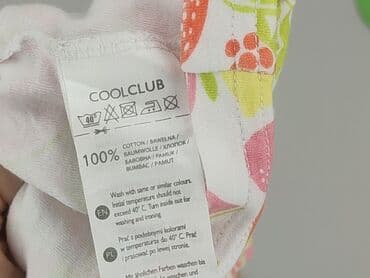 COOLCLUB
40°
100% COTTON / BAWEŁNA /
BAUMWOLLE / ХЛОПОК /
BAVLNA / PAMUK /
BUMBAC / PAMUT
EN Wash with same or similar colours.
Initial temperature should not
exceed 40° C. Turn inside out for
washing and ironing.
PL Prać z podobnymi kolorami
w temperaturze do 40° C. Prać
i prasować po lewej stronie.
Mit ähnlichen Farben waschen bis